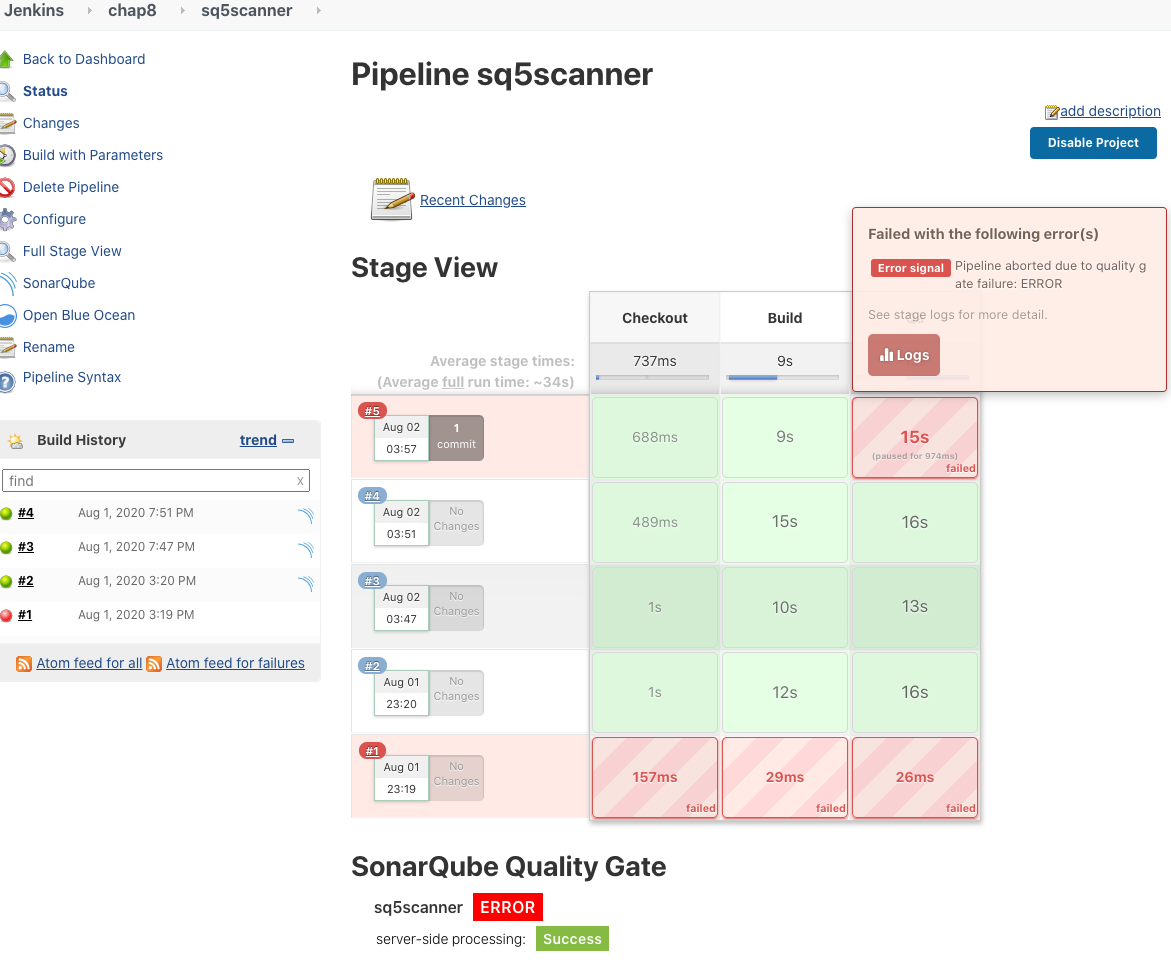 Jenkins chap8 sq5scanner
Back to Dashboard
Status
Changes
Build with Parameters
Delete Pipeline
Configure
Full Stage View
SonarQube
Open Blue Ocean
Rename
Pipeline Syntax
Build History trend
find x
#4 Aug 1, 2020 7:51 PM
#3 Aug 1, 2020 7:47 PM
#2 Aug 1, 2020 3:20 PM
#1 Aug 1, 2020 3:19 PM
Atom feed for all Atom feed for failures
Pipeline sq5scanner
add description
Disable Project
Recent Changes
Failed with the following error(s)
Error signal Pipeline aborted due to quality g
ate failure: ERROR
See stage logs for more detail.
Logs
Stage View
Checkout Build
Average stage times: 737ms 9s
(Average full run time: ~34s)
#5
Aug 02 1
03:57 commit
688ms 9s 15s
(paused for 974ms)
failed
#4
Aug 02 No
03:51 Changes
489ms 15s 16s
#3
Aug 02 No
03:47 Changes
1s 10s 13s
#2
Aug 01 No
23:20 Changes
1s 12s 16s
#1
Aug 01 No
23:19 Changes
157ms 29ms 26ms
failed failed failed
SonarQube Quality Gate
sq5scanner ERROR
server-side processing: Success